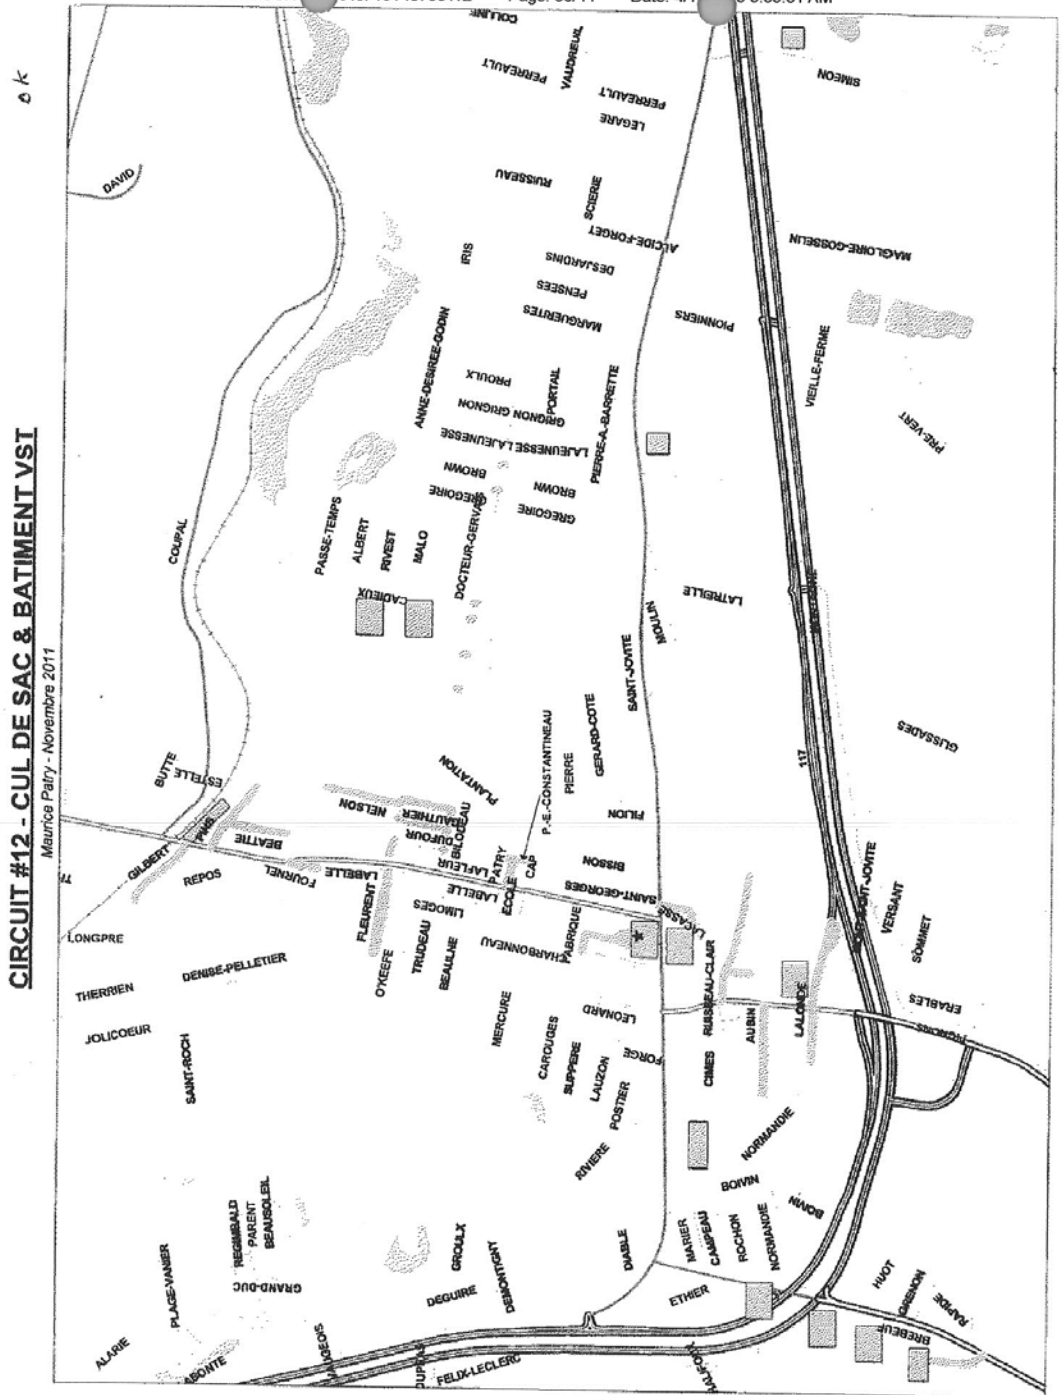 ok
CIRCUIT #12 - CUL DE SAC & BATIMENT VST
Maurice Patry - Novembre 2011
COLLINE
VAUDREUIL
PERREAULT
PERREAULT
LEGARE
SIMEON
DAVID
RUISSEAU
SCIERIE
ALCIDE-FORGET
MAGLOIRE-GOSSELIN
IRIS
DESJARDINS
PENSEES
MARGUERITES
PIONNIERS
ANNE-DESIREE-GODIN
PROULX
PORTAIL
GRIGNON GRIGNON
PIERRE-A.-BARRETTE
VIEILLE-FERME
PRE-VERT
LAJEUNESSE LAJEUNESSE
BROWN
BROWN
GREGOIRE
GREGOIRE
COUPAL
PASSE-TEMPS
ALBERT
RIVEST
MALO
DOCTEUR-GERVAIS
CADIEUX
LATREILLE
MOULIN
SAINT-JOVITE
GLISSADES
117
BUTTE
ESTELLE
PLANTATION
P.-E.-CONSTANTINEAU
PIERRE
GERARD-COTE
FILION
NELSON
GAUTHIER
BILODEAU
DUFOUR
PINS
GILBERT
BEATTIE
REPOS
FOURNEL
LABELLE
LAFLEUR
LABELLE
PATRY
ECOLE
CAP
BISSON
SAINT-GEORGES
LACASSE
FLEURENT
LIMOGES
FABRIQUE
CHARBONNEAU
LONGPRE
THERRIEN
JOLICOEUR
DENISE-PELLETIER
O'KEEFE
TRUDEAU
BEAULNE
MERCURE
LEONARD
RUISSEAU-CLAIR
AUBIN
LALONDE
VERSANT
SOMMET
ERABLES
PIGNONS
SAINT-ROCH
CAROUGES
SUPPERE
LAUZON
POSTIER
FORGE
CIMES
RIVIERE
NORMANDIE
BOIVIN
BOIVIN
REGIMBALD
PARENT
BEAUSOLEIL
GRAND-DUC
PLAGE-VANIER
GROULX
DEMONTIGNY
DEGUIRE
DIABLE
MARIER
CAMPEAU
ROCHON
NORMANDIE
ETHIER
HUOT
GRENON
RAPIDE
BREBEUF
ALARIE
FELIX-LECLERC